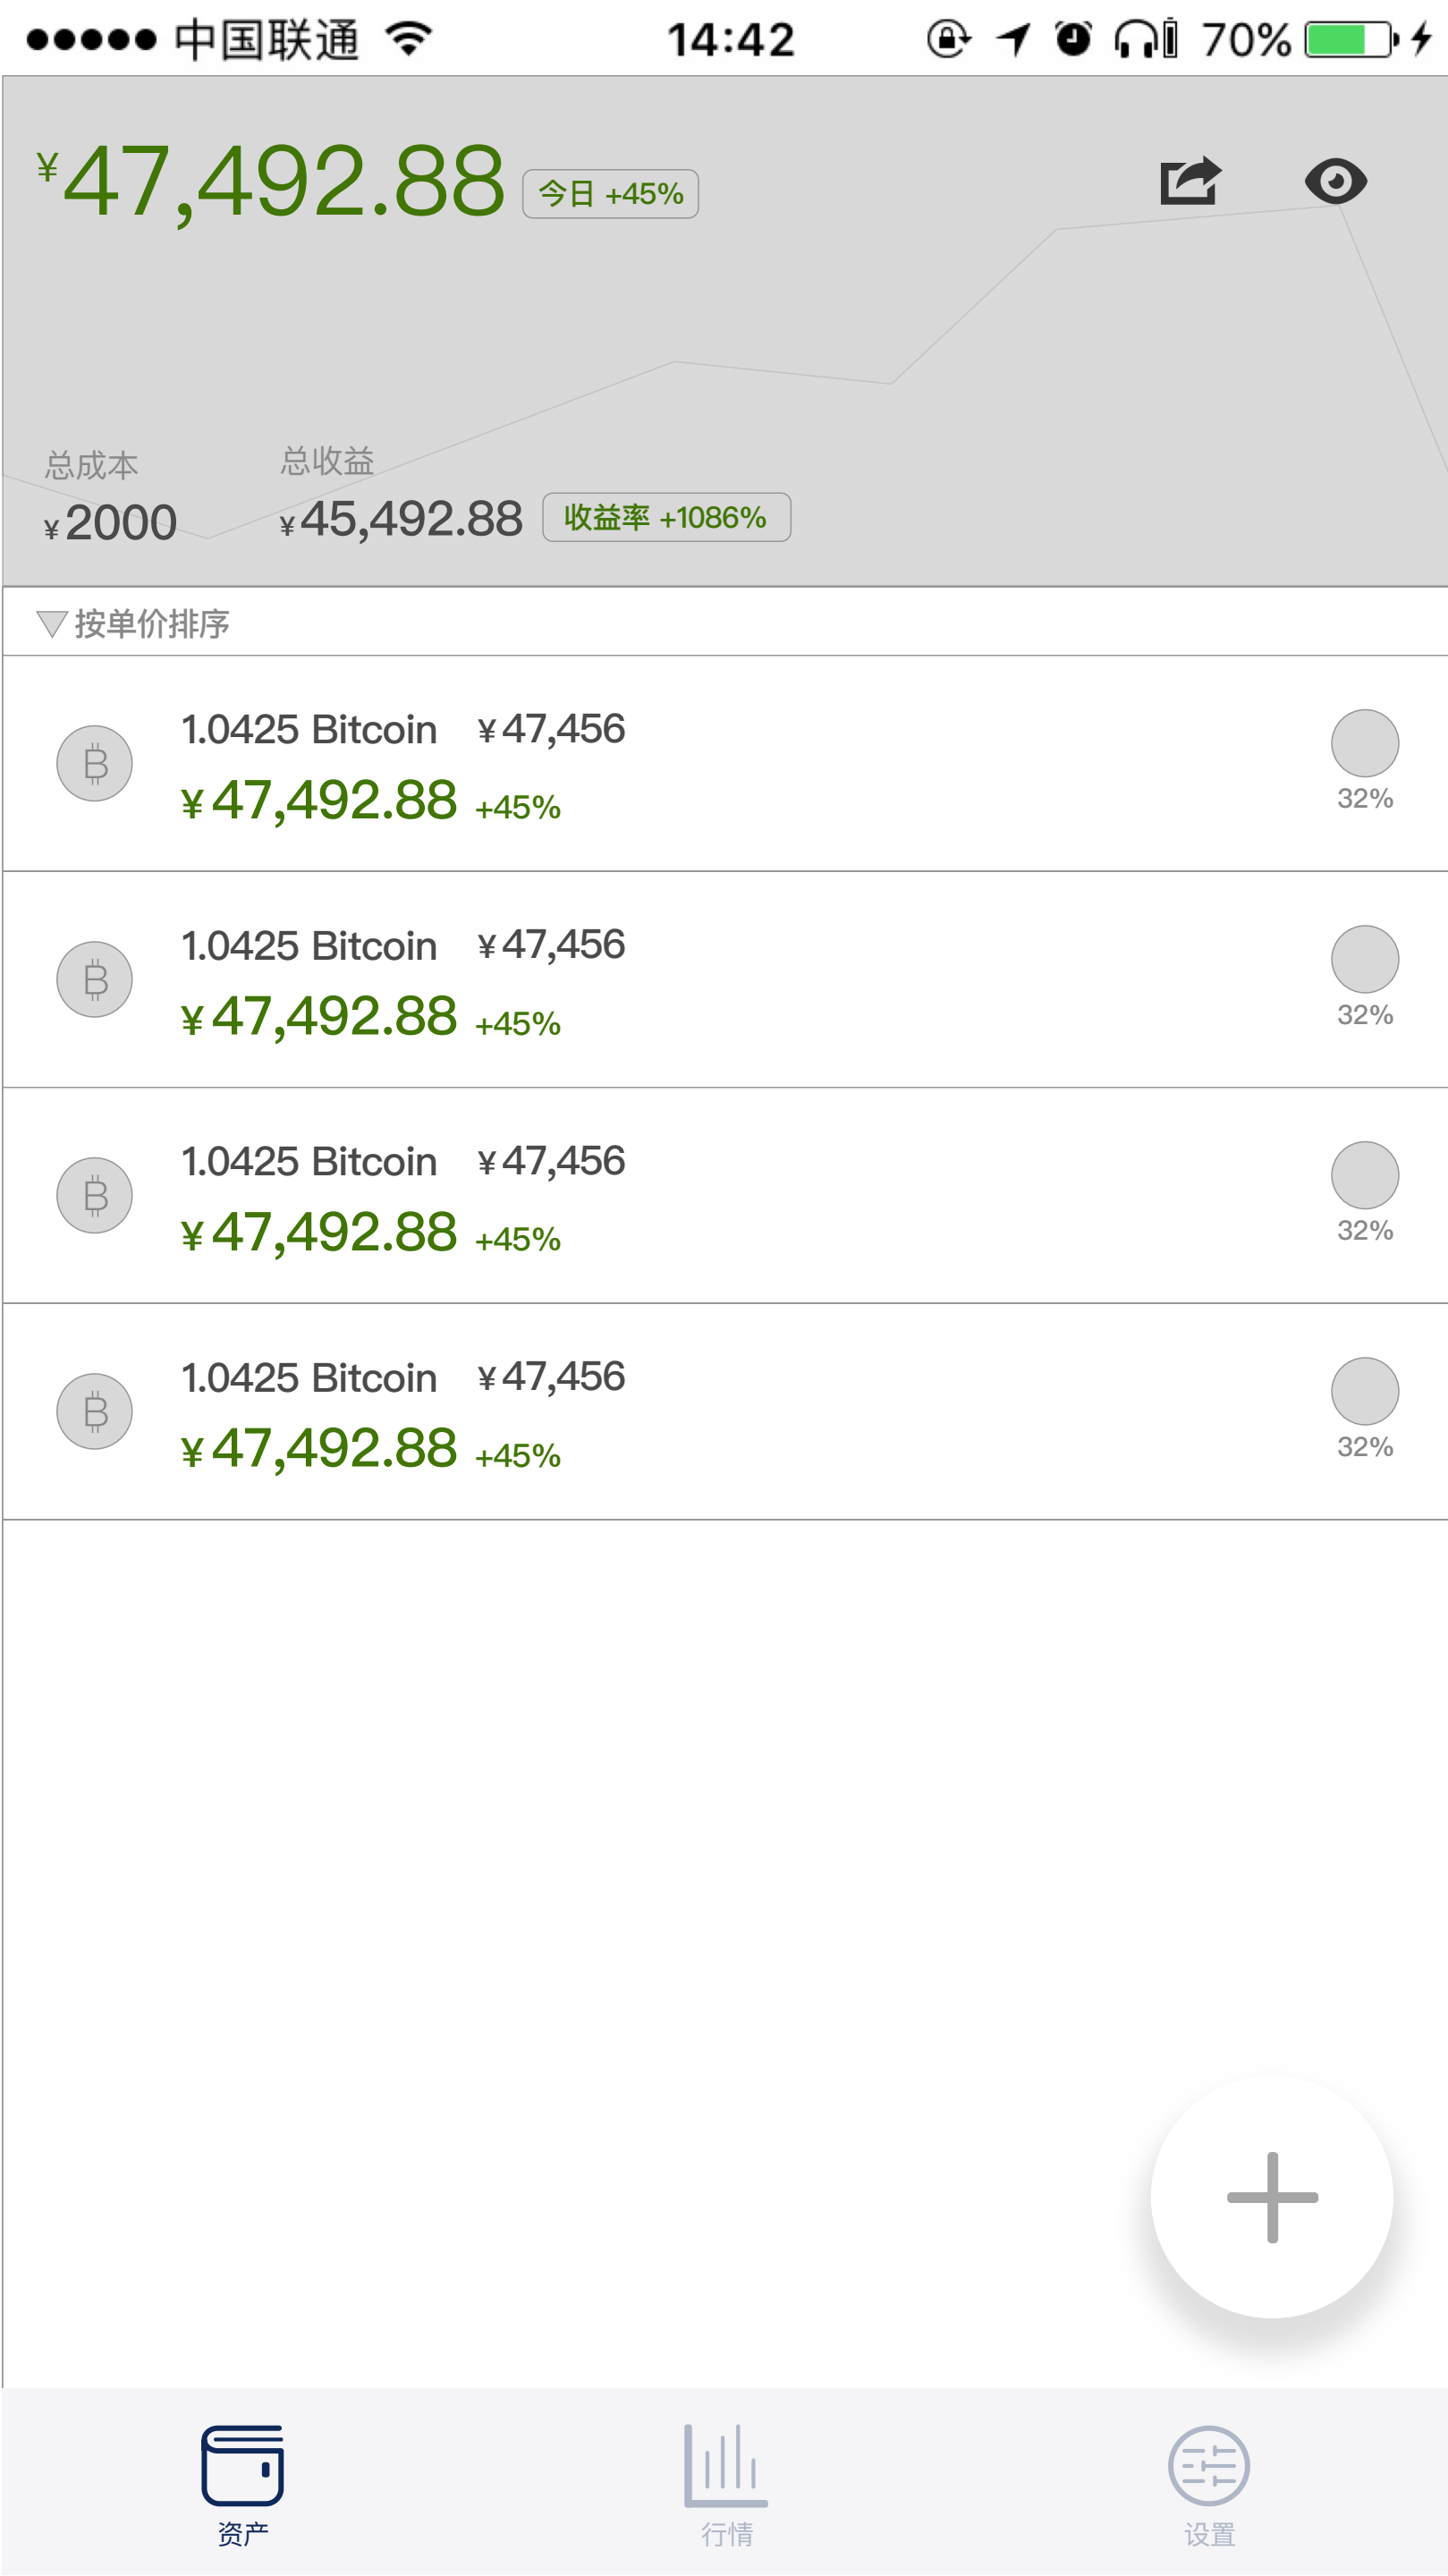 中国联通 14:42 70%
¥47,492.88 今日 +45%
总成本 总收益
¥2000 ¥45,492.88 收益率 +1086%
按单价排序
1.0425 Bitcoin ¥47,456
¥47,492.88 +45%
32%
1.0425 Bitcoin ¥47,456
¥47,492.88 +45%
32%
1.0425 Bitcoin ¥47,456
¥47,492.88 +45%
32%
1.0425 Bitcoin ¥47,456
¥47,492.88 +45%
32%
资产 行情 设置